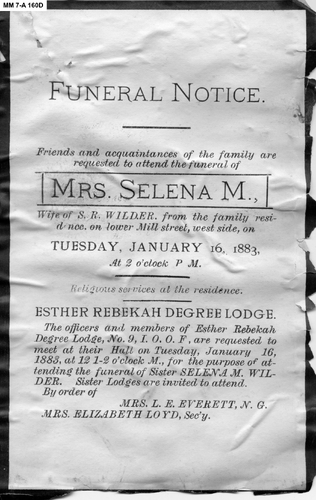 MM 7-A 160D
FUNERAL NOTICE.
Friends and acquaintances of the family are
requested to attend the funeral of
MRS. SELENA M.,
Wife of S. R. WILDER, from the family resi-
dence, on lower Mill street, west side, on
TUESDAY, JANUARY 16, 1883,
At 2 o'clock P M.
Religious services at the residence.
ESTHER REBEKAH DEGREE LODGE.
The officers and members of Esther Rebekah
Degree Lodge, No. 9, I. O. O. F, are requested to
meet at their Hall on Tuesday, January 16,
1883, at 12 1-2 o'clock M., for the purpose of at-
tending the funeral of Sister SELENA M. WIL-
DER. Sister Lodges are invited to attend.
By order of
MRS. L. E. EVERETT, N. G.
MRS. ELIZABETH LOYD, Sec'y.